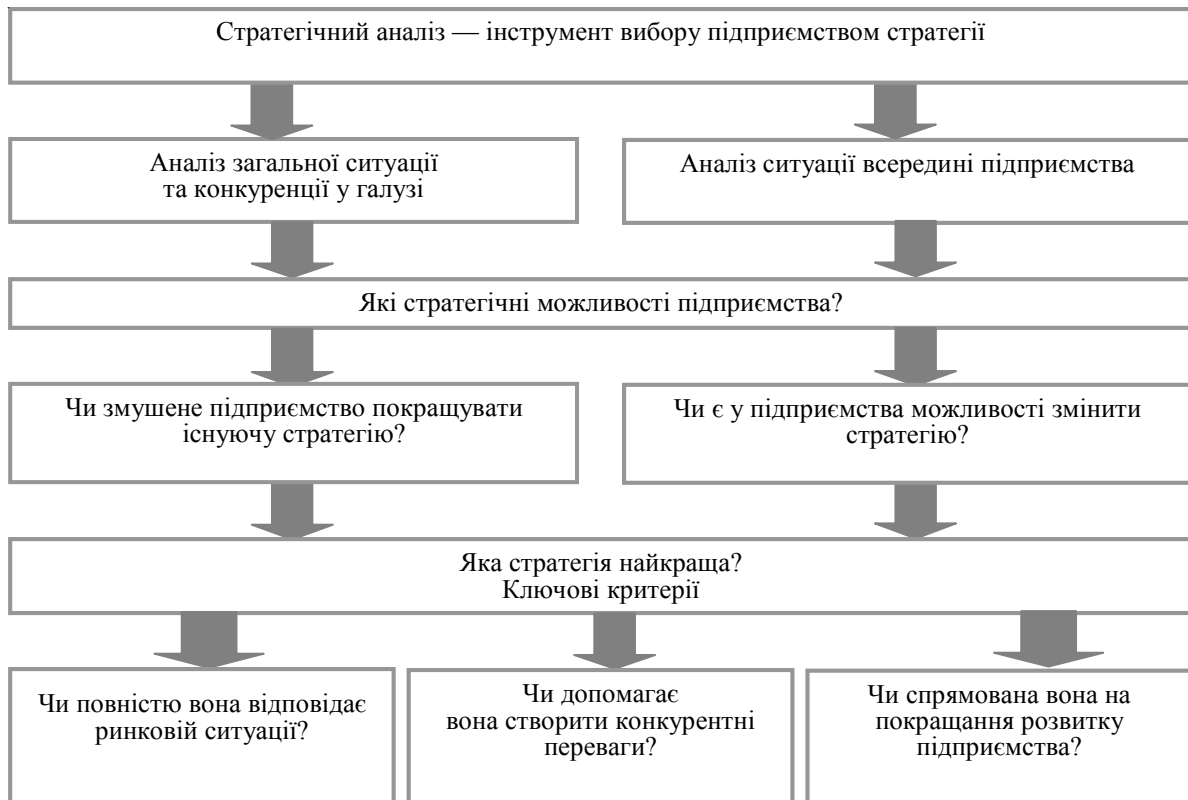 Стратегічний аналіз — інструмент вибору підприємством стратегії
Аналіз загальної ситуації
та конкуренції у галузі
Аналіз ситуації всередині підприємства
Які стратегічні можливості підприємства?
Чи змушене підприємство покращувати
існуючу стратегію?
Чи є у підприємства можливості змінити
стратегію?
Яка стратегія найкраща?
Ключові критерії
Чи повністю вона відповідає
ринковій ситуації?
Чи допомагає
вона створити конкурентні
переваги?
Чи спрямована вона на
покращання розвитку
підприємства?